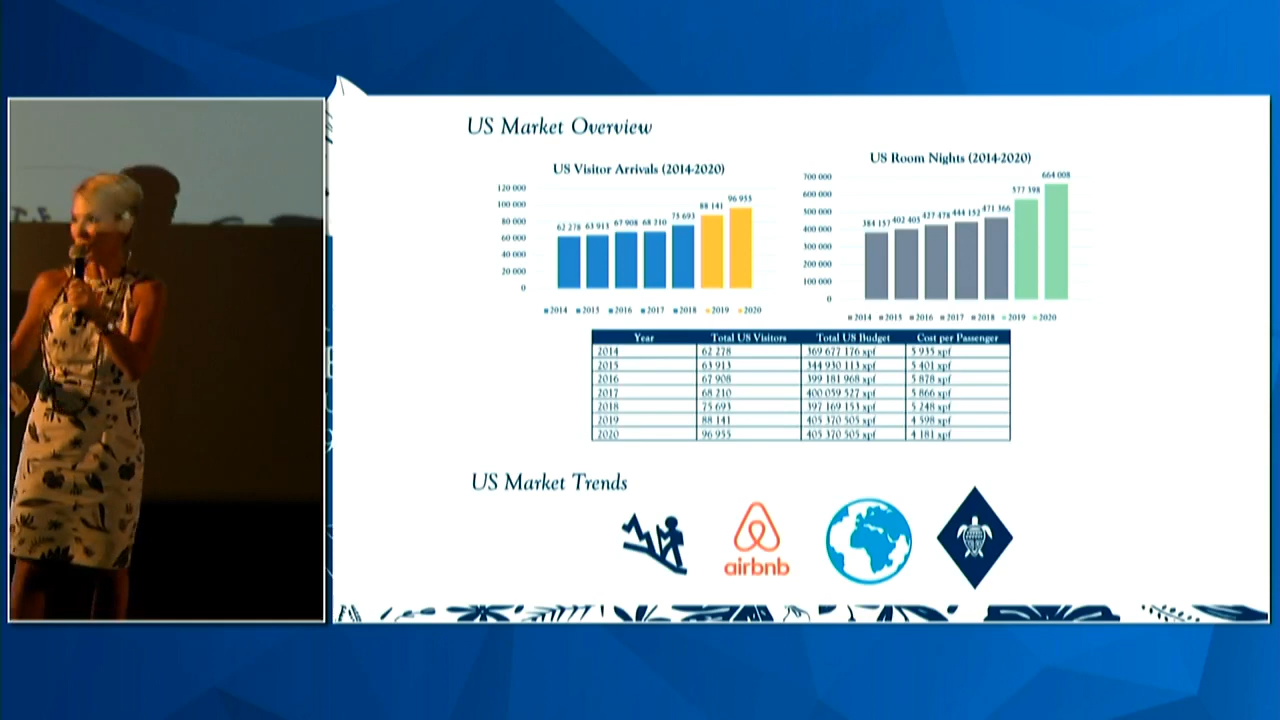 US Market Overview
US Visitor Arrivals (2014-2020)
120 000
100 000
80 000
60 000
40 000
20 000
0
62 278 63 913 67 908 68 210 75 693 88 141 96 955
2014 2015 2016 2017 2018 2019 2020
US Room Nights (2014-2020)
700 000
600 000
500 000
400 000
300 000
200 000
100 000
0
384 157 402 405 427 478 444 152 471 366 577 398 664 008
2014 2015 2016 2017 2018 2019 2020
Year Total US Visitors Total US Budget Cost per Passenger
2014 62 278 369 677 176 xpf 5 935 xpf
2015 63 913 344 930 113 xpf 5 401 xpf
2016 67 908 399 181 968 xpf 5 878 xpf
2017 68 210 400 059 527 xpf 5 866 xpf
2018 75 693 397 169 153 xpf 5 248 xpf
2019 88 141 405 370 505 xpf 4 598 xpf
2020 96 955 405 370 505 xpf 4 181 xpf
US Market Trends
airbnb